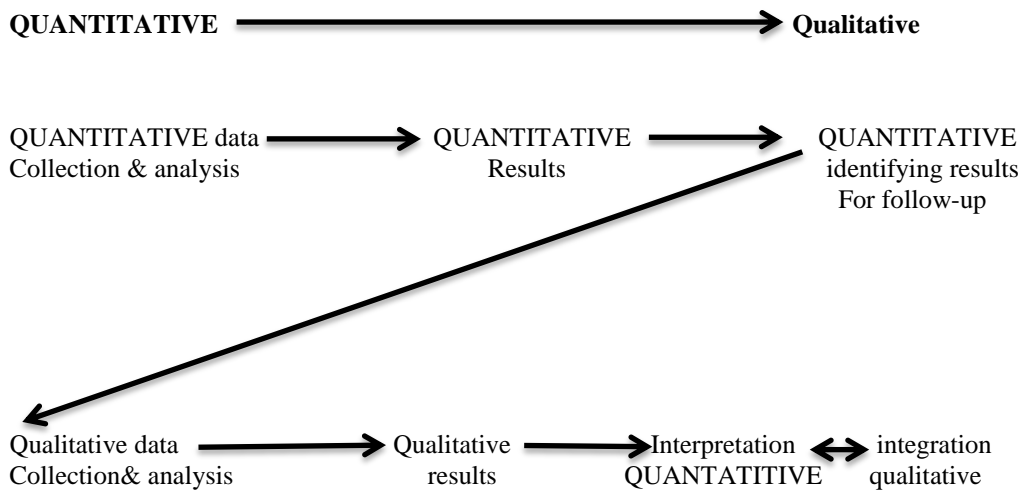 QUANTITATIVE Qualitative
QUANTITATIVE data QUANTITATIVE QUANTITATIVE
Collection & analysis Results identifying results
For follow-up
Qualitative data Qualitative Interpretation integration
Collection& analysis results QUANTATITIVE qualitative